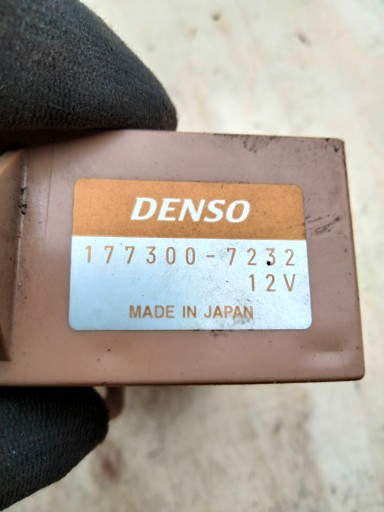 DENSO
177300-7232
12V
MADE IN JAPAN